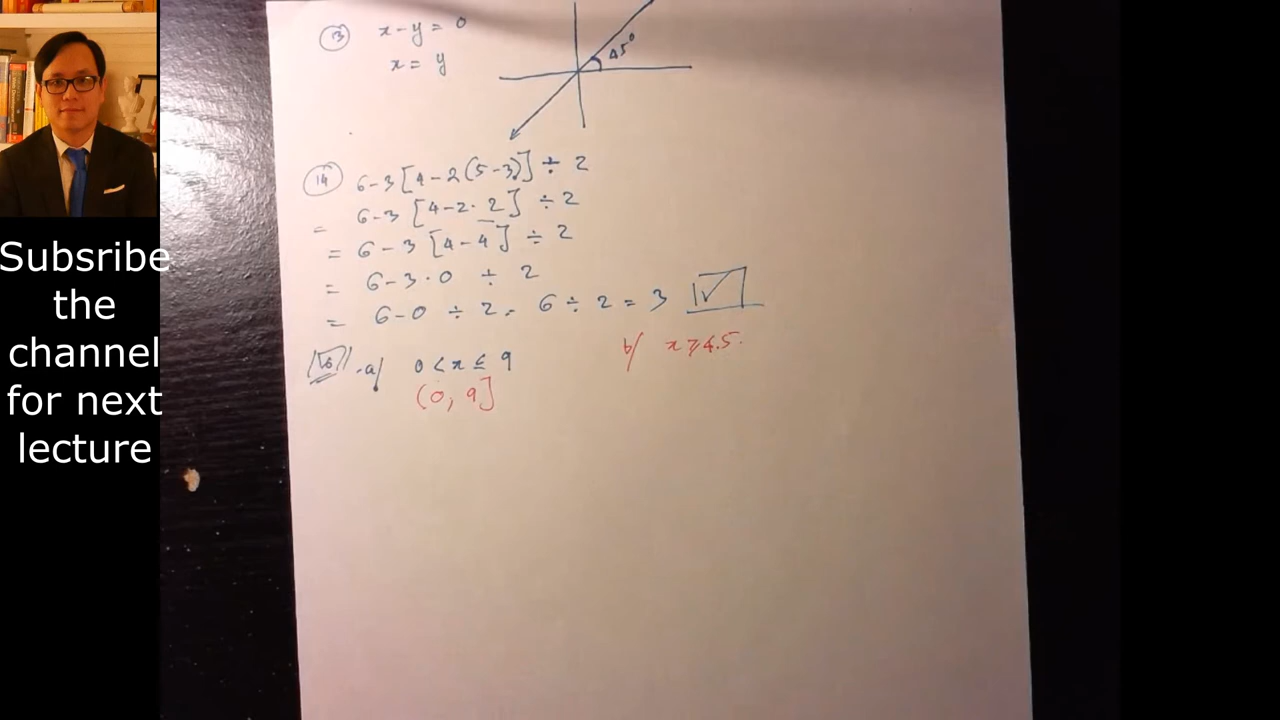 Subsribe
the
channel
for next
lecture
13 x-y = 0
x = y
45°
14 6-3[4-2(5-3)] ÷ 2
= 6-3 [4-2·2] ÷ 2
= 6-3 [4-4] ÷ 2
= 6-3·0 ÷ 2
= 6-0 ÷ 2 = 6 ÷ 2 = 3
a/ 0 < x ≤ 9
(0, 9]
b/ x ≥ 4.5.